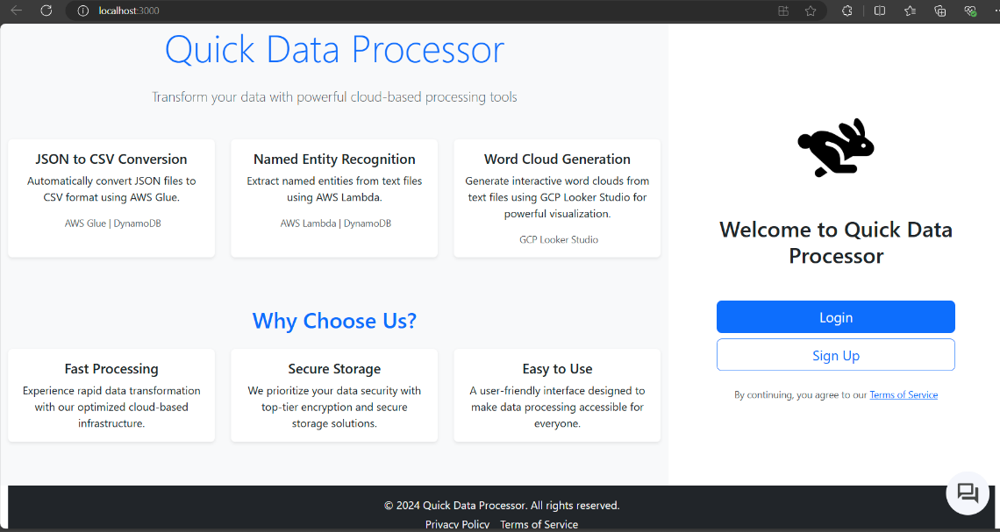 localhost:3000
Quick Data Processor
Transform your data with powerful cloud-based processing tools
JSON to CSV Conversion
Automatically convert JSON files to
CSV format using AWS Glue.
AWS Glue | DynamoDB
Named Entity Recognition
Extract named entities from text files
using AWS Lambda.
AWS Lambda | DynamoDB
Word Cloud Generation
Generate interactive word clouds from
text files using GCP Looker Studio for
powerful visualization.
GCP Looker Studio
Why Choose Us?
Fast Processing
Experience rapid data transformation
with our optimized cloud-based
infrastructure.
Secure Storage
We prioritize your data security with
top-tier encryption and secure
storage solutions.
Easy to Use
A user-friendly interface designed to
make data processing accessible for
everyone.
Welcome to Quick Data
Processor
Login
Sign Up
By continuing, you agree to our Terms of Service
© 2024 Quick Data Processor. All rights reserved.
Privacy Policy Terms of Service